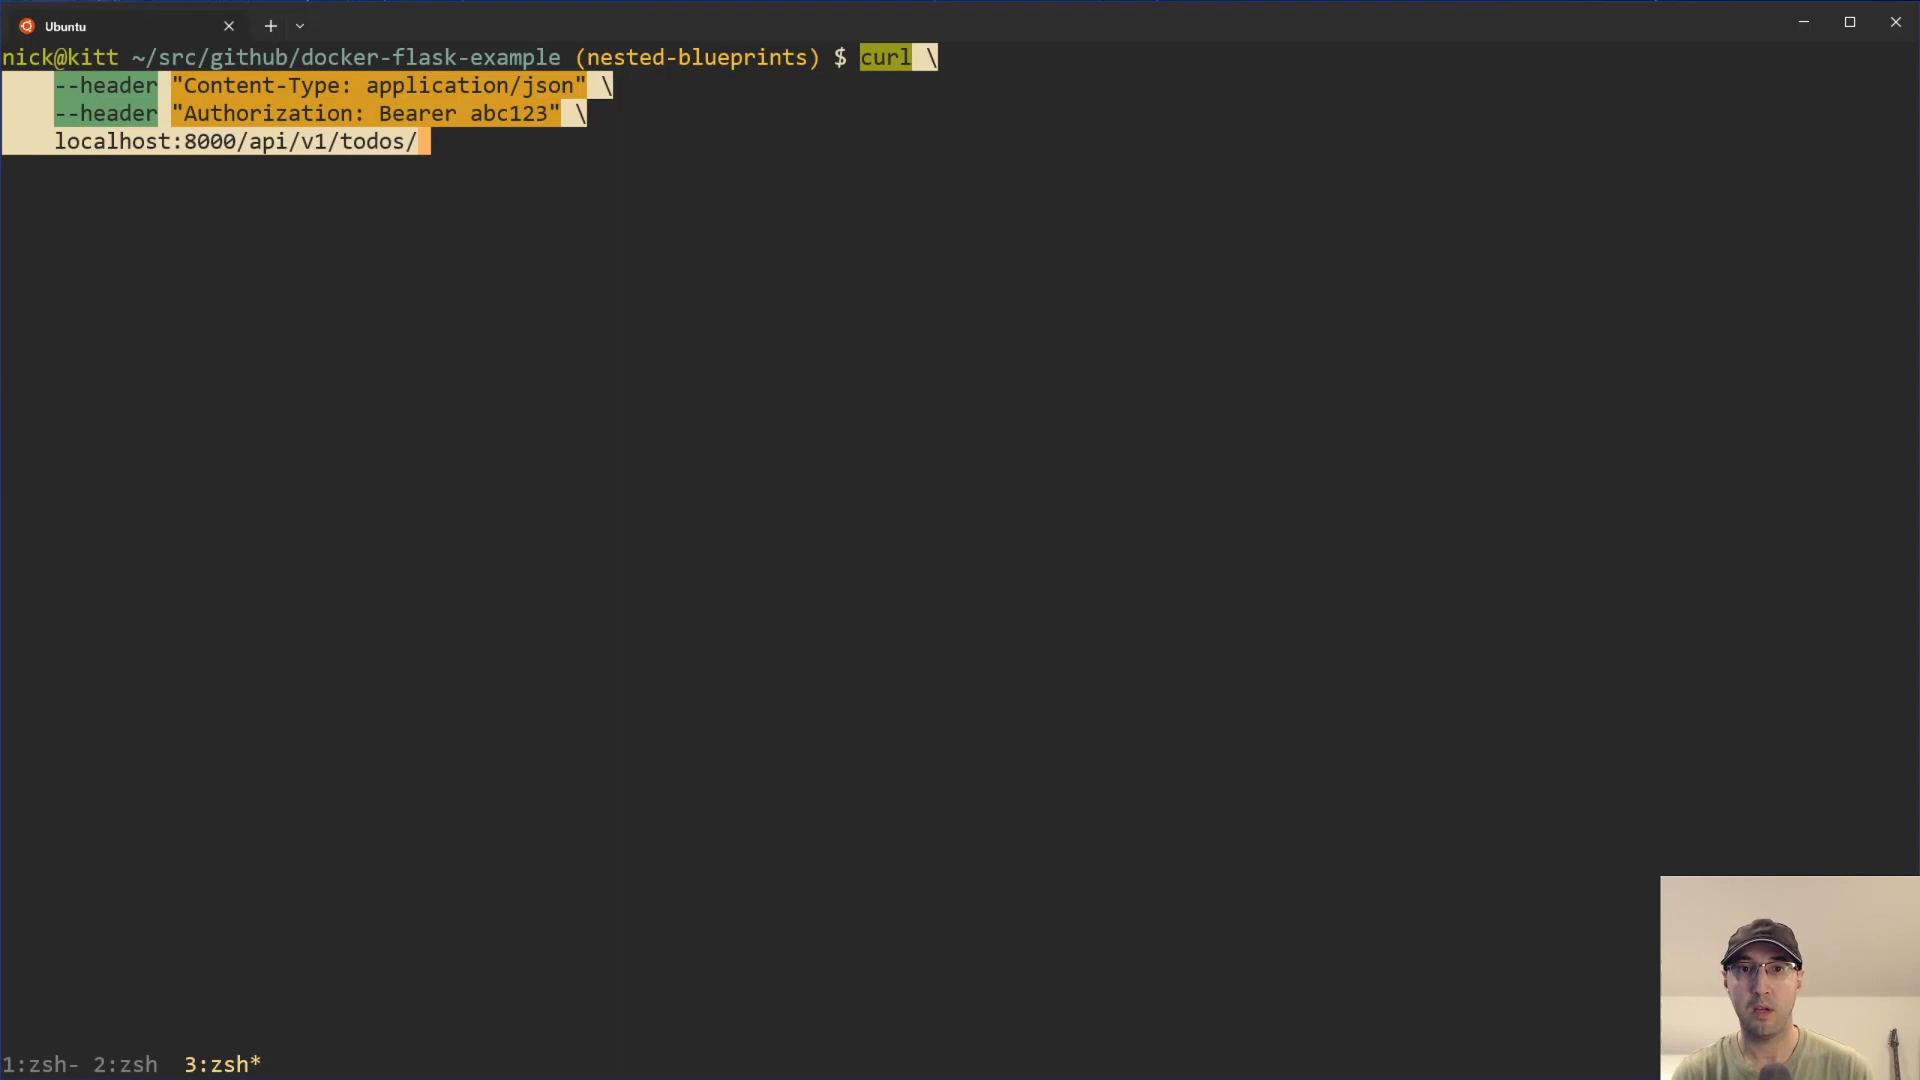 Ubuntu
nick@kitt ~/src/github/docker-flask-example (nested-blueprints) $ curl \
    --header "Content-Type: application/json" \
    --header "Authorization: Bearer abc123" \
    localhost:8000/api/v1/todos/
1:zsh- 2:zsh  3:zsh*